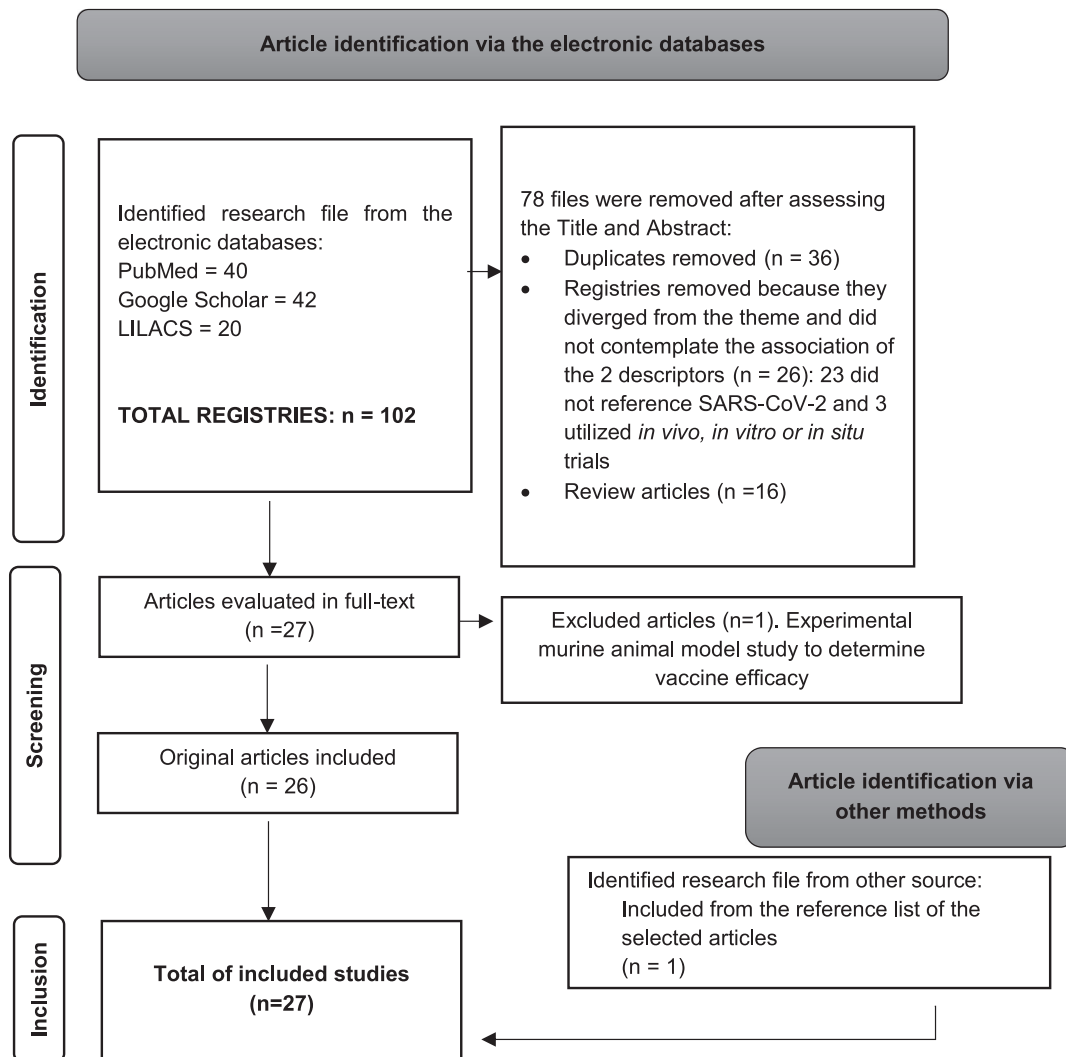 Article identification via the electronic databases
Identification
Identified research file from the
electronic databases:
PubMed = 40
Google Scholar = 42
LILACS = 20
TOTAL REGISTRIES: n = 102
78 files were removed after assessing
the Title and Abstract:
• Duplicates removed (n = 36)
• Registries removed because they
diverged from the theme and did
not contemplate the association of
the 2 descriptors (n = 26): 23 did
not reference SARS-CoV-2 and 3
utilized in vivo, in vitro or in situ
trials
• Review articles (n =16)
Screening
Articles evaluated in full-text
(n =27)
Excluded articles (n=1). Experimental
murine animal model study to determine
vaccine efficacy
Original articles included
(n = 26)
Article identification via
other methods
Identified research file from other source:
Included from the reference list of the
selected articles
(n = 1)
Inclusion
Total of included studies
(n=27)